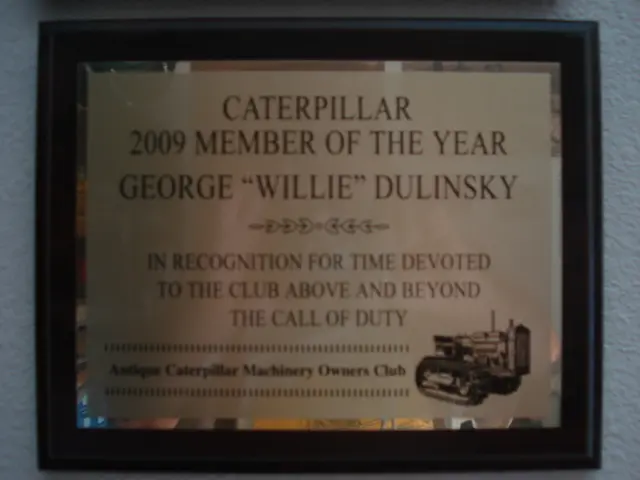 CATERPILLAR
2009 MEMBER OF THE YEAR
GEORGE “WILLIE” DULINSKY
IN RECOGNITION FOR TIME DEVOTED
TO THE CLUB ABOVE AND BEYOND
THE CALL OF DUTY
Antique Caterpillar Machinery Owners Club